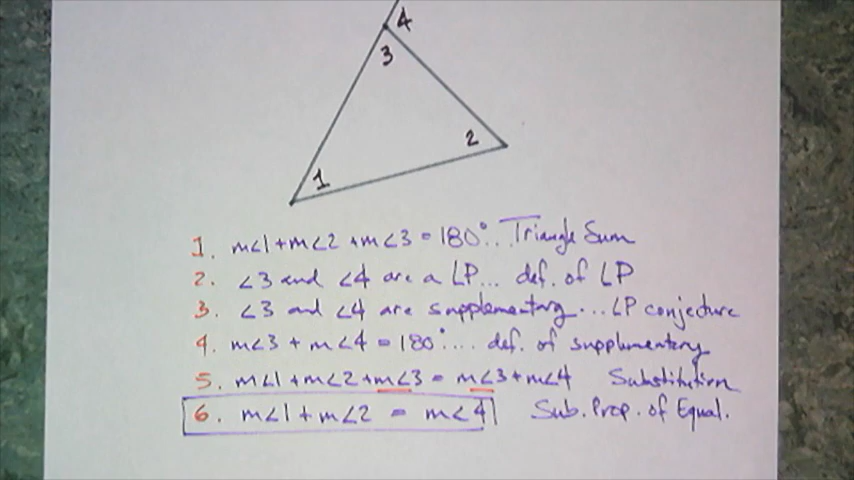 4
3
2
1
1. m∠1+m∠2+m∠3=180°... Triangle Sum
2. ∠3 and ∠4 are a LP... def. of LP
3. ∠3 and ∠4 are supplementary... LP conjecture
4. m∠3+m∠4=180°.... def. of supplmentary
5. m∠1+m∠2+m∠3=m∠3+m∠4 Substitution
6. m∠1+m∠2 = m∠4 Sub. Prop. of Equal.